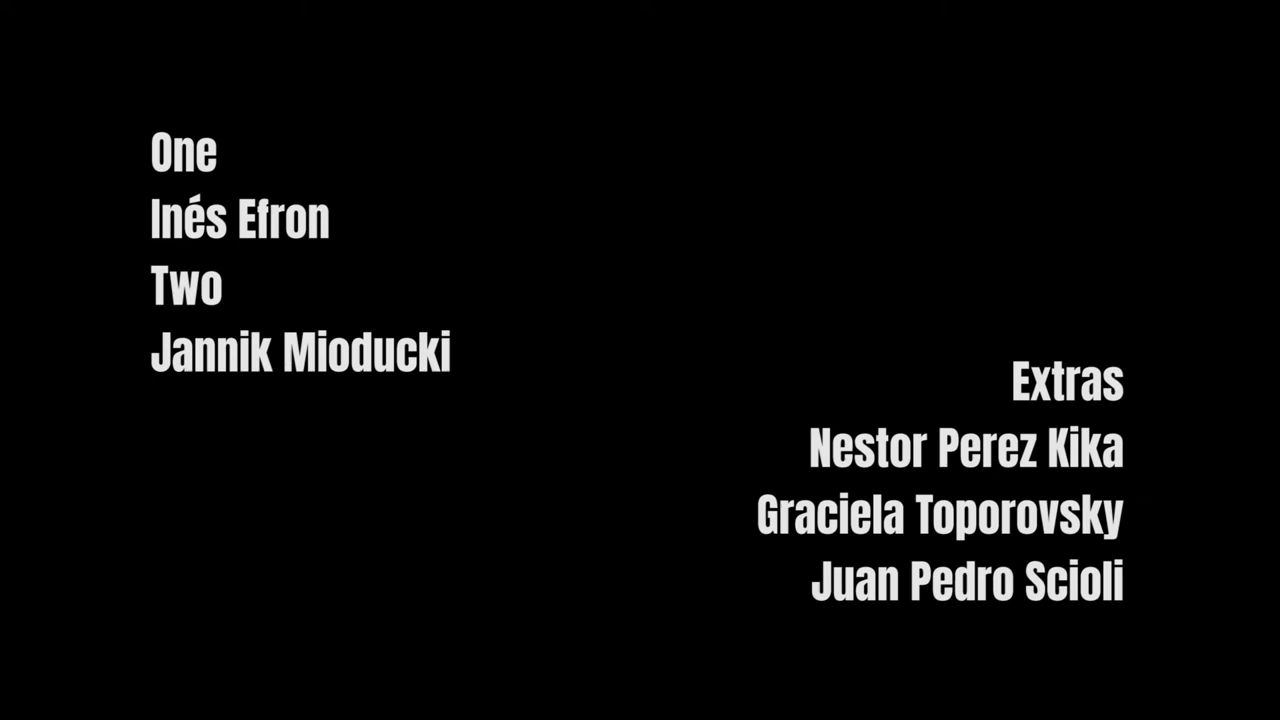 One
Inés Efron
Two
Jannik Mioducki
Extras
Nestor Perez Kika
Graciela Toporovsky
Juan Pedro Scioli